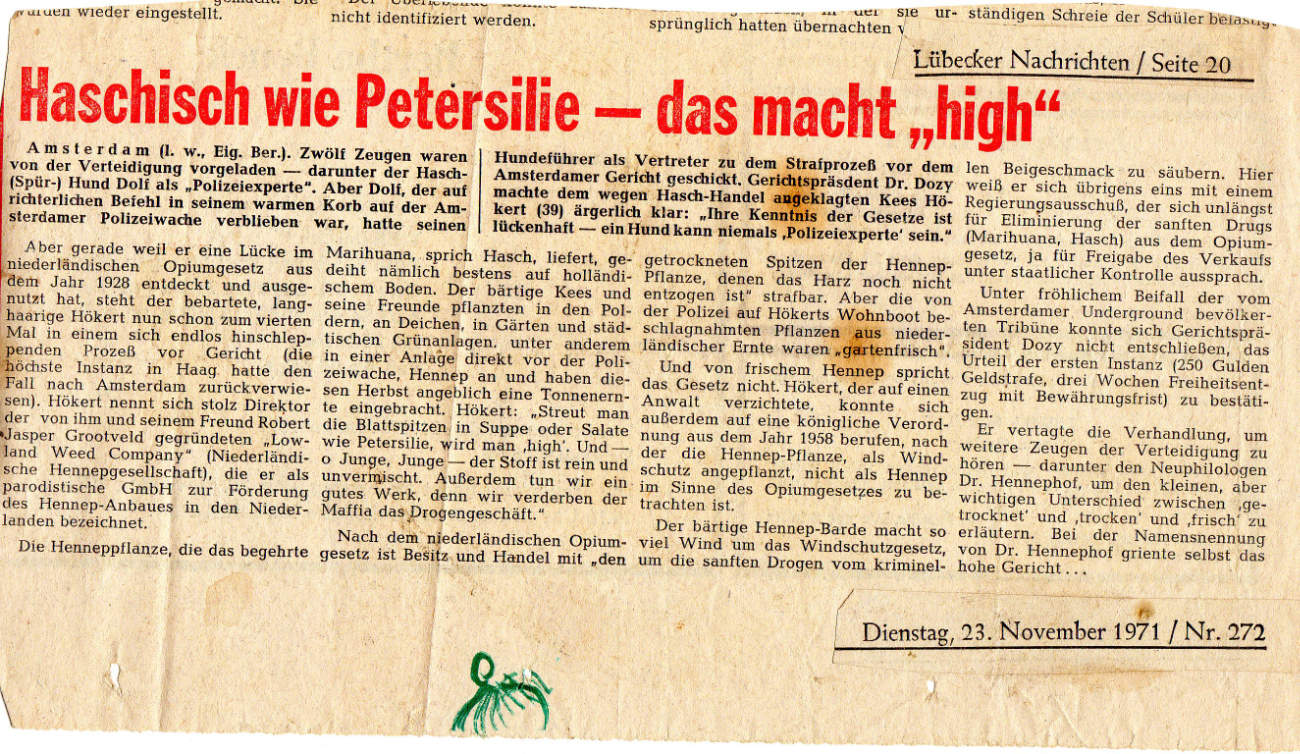 wurden wieder eingestellt.
nicht identifiziert werden.
sprünglich hatten übernachten
sie ur- ständigen Schreie der Schüler belästig-
Lübecker Nachrichten / Seite 20
Haschisch wie Petersilie — das macht „high“
Amsterdam (l. w., Eig. Ber.). Zwölf Zeugen waren
von der Verteidigung vorgeladen — darunter der Hasch-
(Spür-) Hund Dolf als „Polizeiexperte“. Aber Dolf, der auf
richterlichen Befehl in seinem warmen Korb auf der Am-
sterdamer Polizeiwache verblieben war, hatte seinen
Hundeführer als Vertreter zu dem Strafprozeß vor dem
Amsterdamer Gericht geschickt. Gerichtspräsdent Dr. Dozy
machte dem wegen Hasch-Handel angeklagten Kees Hö-
kert (39) ärgerlich klar: „Ihre Kenntnis der Gesetze ist
lückenhaft — ein Hund kann niemals ‚Polizeiexperte‘ sein.“
Aber gerade weil er eine Lücke im
niederländischen Opiumgesetz aus
dem Jahr 1928 entdeckt und ausge-
nutzt hat, steht der bebartete, lang-
haarige Hökert nun schon zum vierten
Mal in einem sich endlos hinschlep-
penden Prozeß vor Gericht (die
höchste Instanz in Haag hatte den
Fall nach Amsterdam zurückverwie-
sen). Hökert nennt sich stolz Direktor
der von ihm und seinem Freund Robert
Jasper Grootveld gegründeten „Low-
land Weed Company“ (Niederländi-
sche Hennepgesellschaft), die er als
parodistische GmbH zur Förderung
des Hennep-Anbaues in den Nieder-
landen bezeichnet.
Die Henneppflanze, die das begehrte
Marihuana, sprich Hasch, liefert, ge-
deiht nämlich bestens auf holländi-
schem Boden. Der bärtige Kees und
seine Freunde pflanzten in den Pol-
dern, an Deichen, in Gärten und städ-
tischen Grünanlagen, unter anderem
in einer Anlage direkt vor der Poli-
zeiwache, Hennep an und haben die-
sen Herbst angeblich eine Tonnenern-
te eingebracht. Hökert: „Streut man
die Blattspitzen in Suppe oder Salate
wie Petersilie, wird man ‚high‘. Und —
o Junge, Junge — der Stoff ist rein und
unvermischt. Außerdem tun wir ein
gutes Werk, denn wir verderben der
Maffia das Drogengeschäft.“
Nach dem niederländischen Opium-
gesetz ist Besitz und Handel mit „den
getrockneten Spitzen der Hennep-
Pflanze, denen das Harz noch nicht
entzogen ist“ strafbar. Aber die von
der Polizei auf Hökerts Wohnboot be-
schlagnahmten Pflanzen aus nieder-
ländischer Ernte waren „gartenfrisch“.
Und von frischem Hennep spricht
das Gesetz nicht. Hökert, der auf einen
Anwalt verzichtete, konnte sich
außerdem auf eine königliche Verord-
nung aus dem Jahr 1958 berufen, nach
der die Hennep-Pflanze, als Wind-
schutz angepflanzt, nicht als Hennep
im Sinne des Opiumgesetzes zu be-
trachten ist.
Der bärtige Hennep-Barde macht so
viel Wind um das Windschutzgesetz,
um die sanften Drogen vom kriminel-
len Beigeschmack zu säubern. Hier
weiß er sich übrigens eins mit einem
Regierungsausschuß, der sich unlängst
für Eliminierung der sanften Drugs
(Marihuana, Hasch) aus dem Opium-
gesetz, ja für Freigabe des Verkaufs
unter staatlicher Kontrolle aussprach.
Unter fröhlichem Beifall der vom
Amsterdamer Underground bevölker-
ten Tribüne konnte sich Gerichtsprä-
sident Dozy nicht entschließen, das
Urteil der ersten Instanz (250 Gulden
Geldstrafe, drei Wochen Freiheitsent-
zug mit Bewährungsfrist) zu bestäti-
gen.
Er vertagte die Verhandlung, um
weitere Zeugen der Verteidigung zu
hören — darunter den Neuphilologen
Dr. Hennephof, um den kleinen, aber
wichtigen Unterschied zwischen ‚ge-
trocknet‘ und ‚trocken‘ und ‚frisch‘ zu
erläutern. Bei der Namensnennung
von Dr. Hennephof griente selbst das
hohe Gericht . . .
Dienstag, 23. November 1971 / Nr. 272